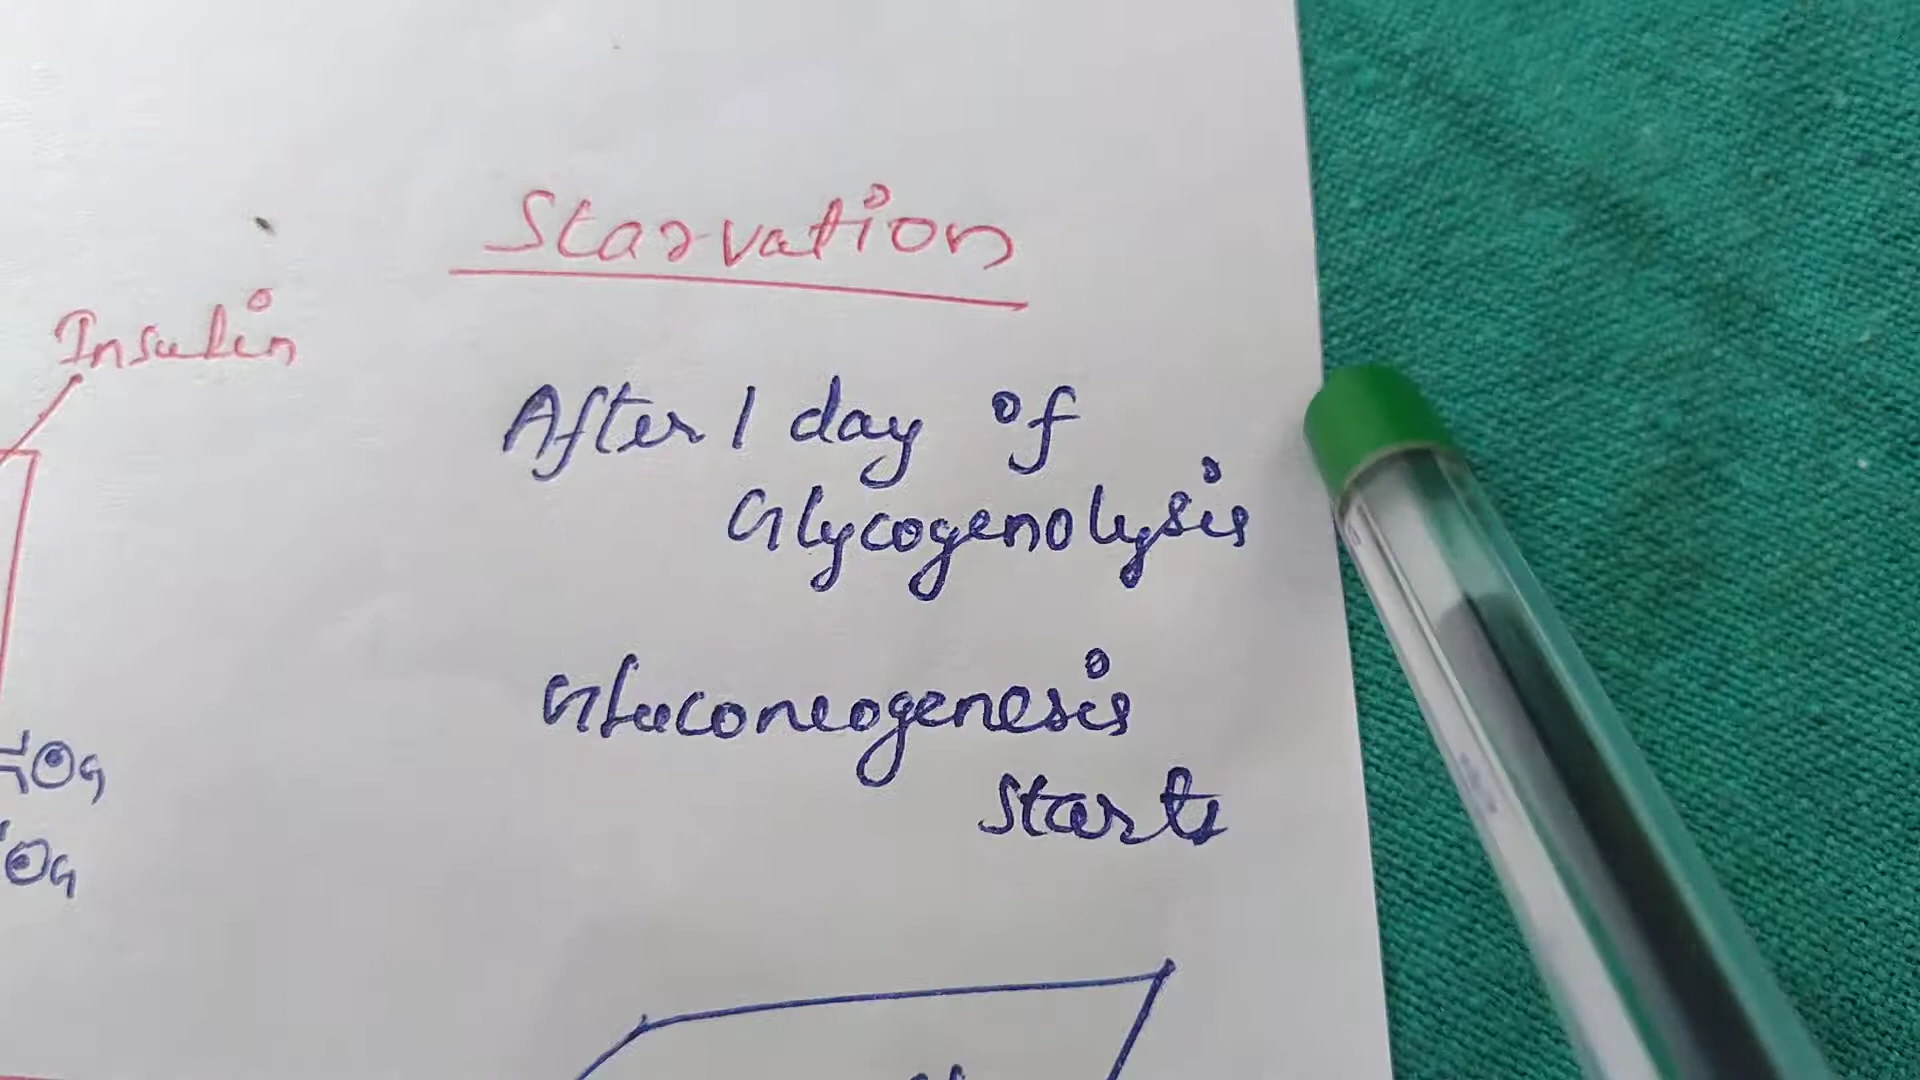 Starvation
Insulin
After 1 day of
Glycogenolysis
Gluconeogenesis
starts